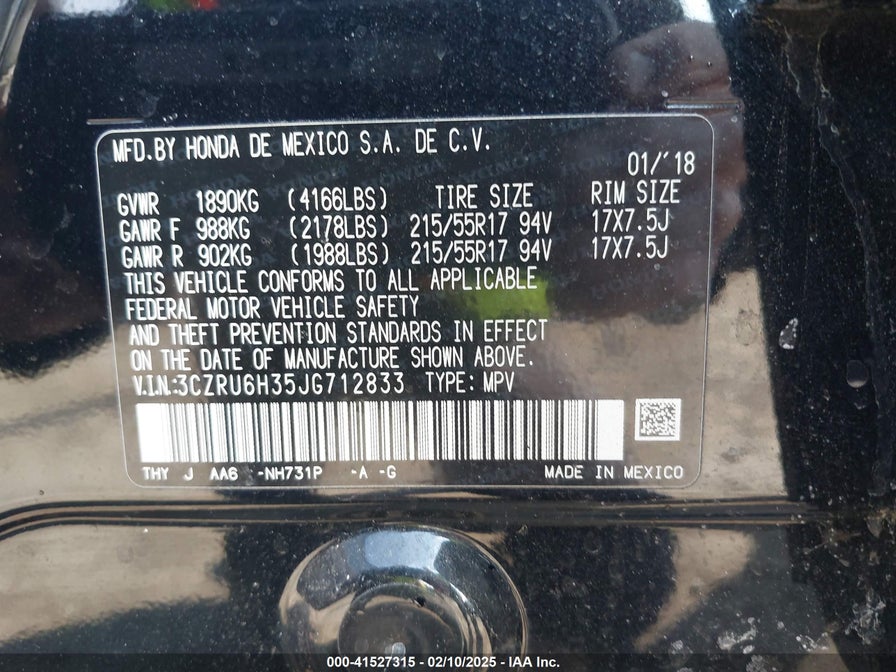 MFD.BY HONDA DE MEXICO S.A. DE C.V.
01/'18
GVWR 1890KG (4166LBS) TIRE SIZE RIM SIZE
GAWR F 988KG (2178LBS) 215/55R17 94V 17X7.5J
GAWR R 902KG (1988LBS) 215/55R17 94V 17X7.5J
THIS VEHICLE CONFORMS TO ALL APPLICABLE
FEDERAL MOTOR VEHICLE SAFETY
AND THEFT PREVENTION STANDARDS IN EFFECT
ON THE DATE OF MANUFACTURE SHOWN ABOVE.
V.I.N.:3CZRU6H35JG712833 TYPE: MPV
THY J AA6 -NH731P -A -G MADE IN MEXICO
000-41527315 - 02/10/2025 - IAA Inc.